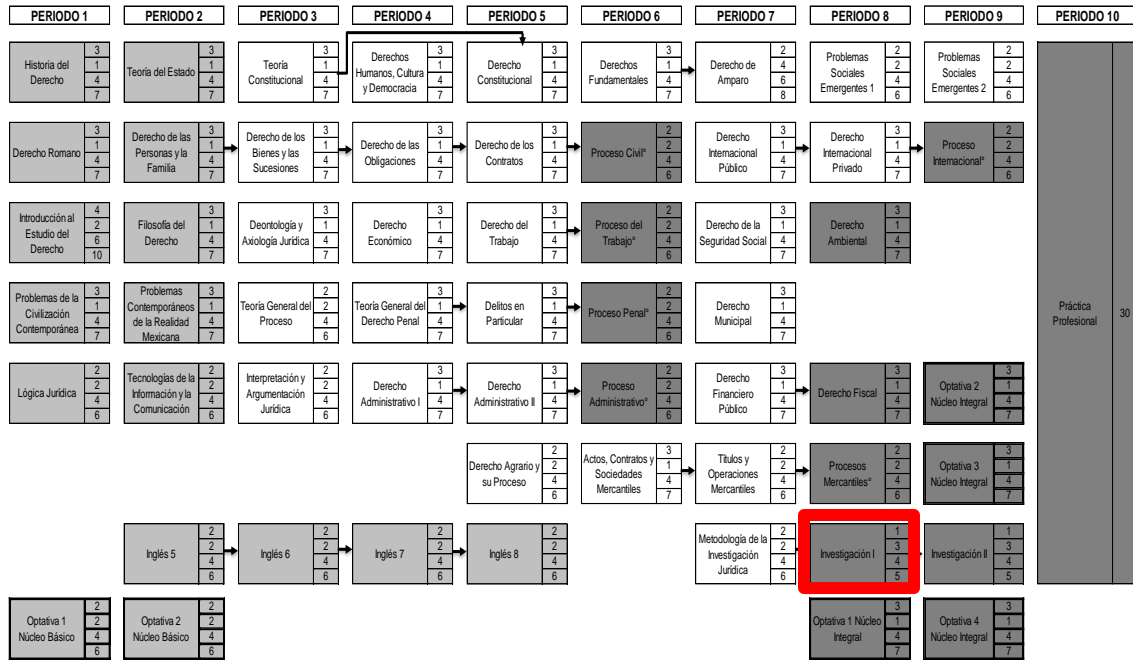 PERIODO 1
PERIODO 2
PERIODO 3
PERIODO 4
PERIODO 5
PERIODO 6
PERIODO 7
PERIODO 8
PERIODO 9
PERIODO 10
Historia del
Derecho
3
1
4
7
Teoría del Estado
3
1
4
7
Teoría
Constitucional
3
1
4
7
Derechos
Humanos, Cultura
y Democracia
3
1
4
7
Derecho
Constitucional
3
1
4
7
Derechos
Fundamentales
3
1
4
7
Derecho de
Amparo
2
4
6
8
Problemas
Sociales
Emergentes 1
2
2
4
6
Problemas
Sociales
Emergentes 2
2
2
4
6
Derecho Romano
3
1
4
7
Derecho de las
Personas y la
Familia
3
1
4
7
Derecho de los
Bienes y las
Sucesiones
3
1
4
7
Derecho de las
Obligaciones
3
1
4
7
Derecho de los
Contratos
3
1
4
7
Proceso Civil°
2
2
4
6
Derecho
Internacional
Público
3
1
4
7
Derecho
Internacional
Privado
3
1
4
7
Proceso
Internacional°
2
2
4
6
Introducción al
Estudio del
Derecho
4
2
6
10
Filosofía del
Derecho
3
1
4
7
Deontología y
Axiología Jurídica
3
1
4
7
Derecho
Económico
3
1
4
7
Derecho del
Trabajo
3
1
4
7
Proceso del
Trabajo°
2
2
4
6
Derecho de la
Seguridad Social
3
1
4
7
Derecho
Ambiental
3
1
4
7
Problemas de la
Civilización
Contemporánea
3
1
4
7
Problemas
Contemporáneos
de la Realidad
Mexicana
3
1
4
7
Teoría General del
Proceso
2
2
4
6
Teoría General del
Derecho Penal
3
1
4
7
Delitos en
Particular
3
1
4
7
Proceso Penal°
2
2
4
6
Derecho
Municipal
3
1
4
7
Práctica
Profesional
30
Lógica Jurídica
2
2
4
6
Tecnologías de la
Información y la
Comunicación
2
2
4
6
Interpretación y
Argumentación
Jurídica
2
2
4
6
Derecho
Administrativo I
3
1
4
7
Derecho
Administrativo II
3
1
4
7
Proceso
Administrativo°
2
2
4
6
Derecho
Financiero
Público
3
1
4
7
Derecho Fiscal
3
1
4
7
Optativa 2
Núcleo Integral
3
1
4
7
Derecho Agrario y
su Proceso
2
2
4
6
Actos, Contratos y
Sociedades
Mercantiles
3
1
4
7
Títulos y
Operaciones
Mercantiles
2
2
4
6
Procesos
Mercantiles°
2
2
4
6
Optativa 3
Núcleo Integral
3
1
4
7
Inglés 5
2
2
4
6
Inglés 6
2
2
4
6
Inglés 7
2
2
4
6
Inglés 8
2
2
4
6
Metodología de la
Investigación
Jurídica
2
2
4
6
Investigación I
1
3
4
5
Investigación II
1
3
4
5
Optativa 1
Núcleo Básico
2
2
4
6
Optativa 2
Núcleo Básico
2
2
4
6
Optativa 1 Núcleo
Integral
3
1
4
7
Optativa 4
Núcleo Integral
3
1
4
7